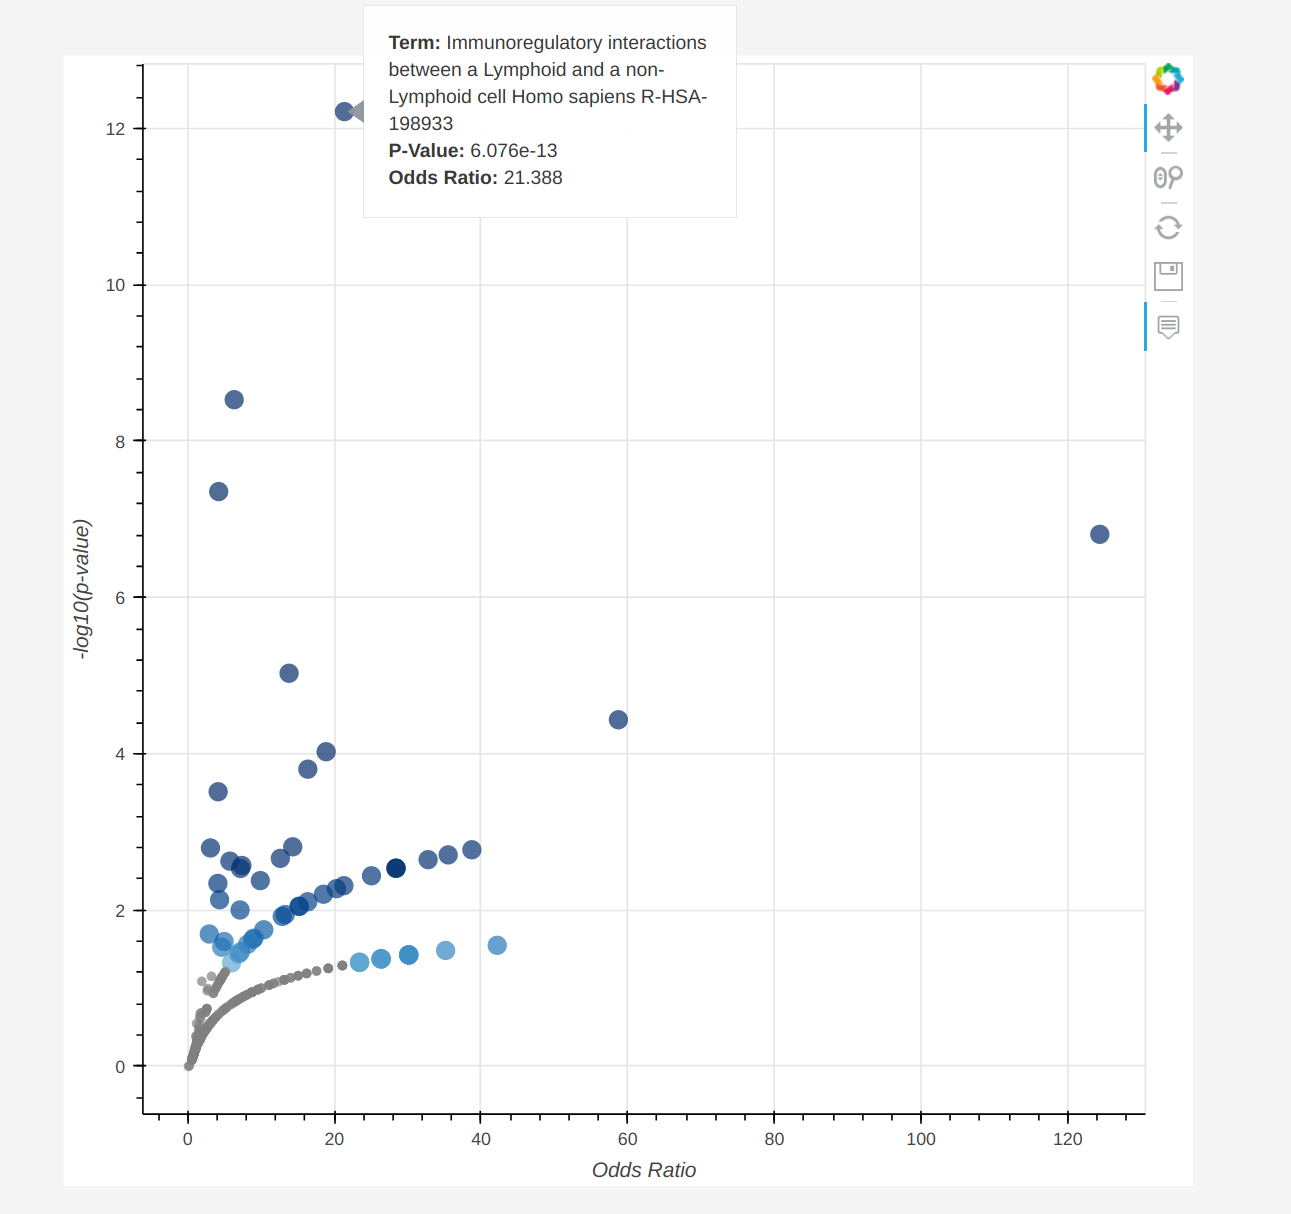 Term: Immunoregulatory interactions
between a Lymphoid and a non-
Lymphoid cell Homo sapiens R-HSA-
198933
P-Value: 6.076e-13
Odds Ratio: 21.388
12
10
8
6
4
2
0
-log10(p-value)
0 20 40 60 80 100 120
Odds Ratio